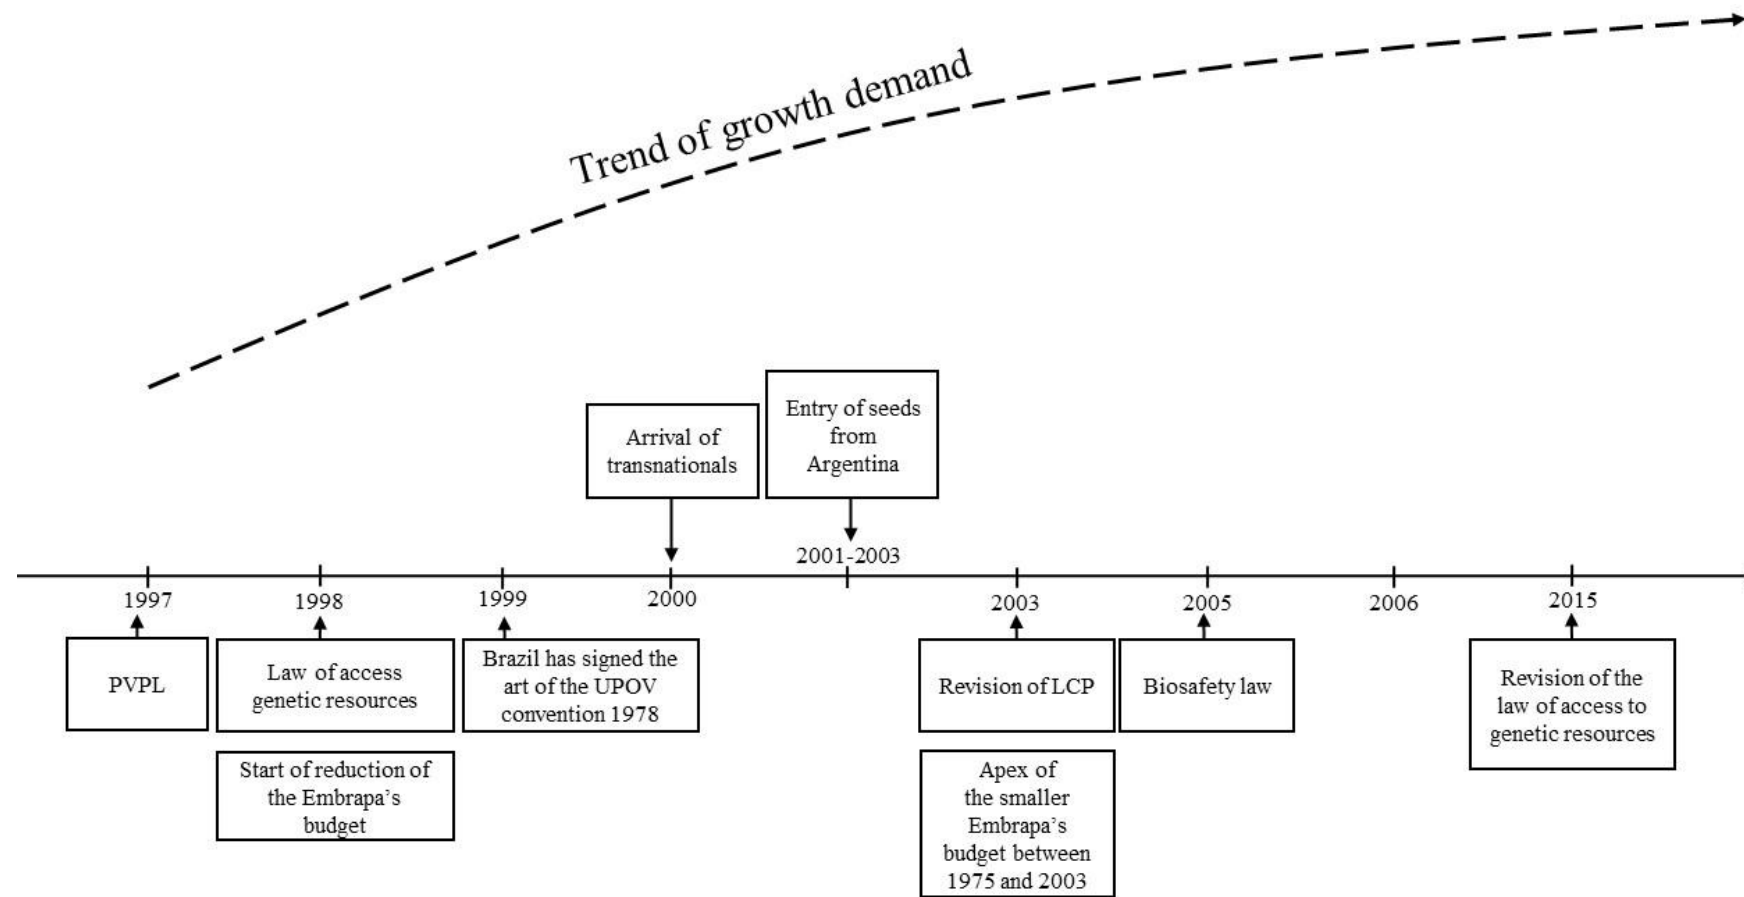 Trend of growth demand
Arrival of
transnationals
Entry of seeds
from
Argentina
2001-2003
1997
1998
1999
2000
2003
2005
2006
2015
PVPL
Law of access
genetic resources
Brazil has signed the
art of the UPOV
convention 1978
Revision of LCP
Biosafety law
Revision of the
law of access to
genetic resources
Start of reduction of
the Embrapa’s
budget
Apex of
the smaller
Embrapa’s
budget between
1975 and 2003